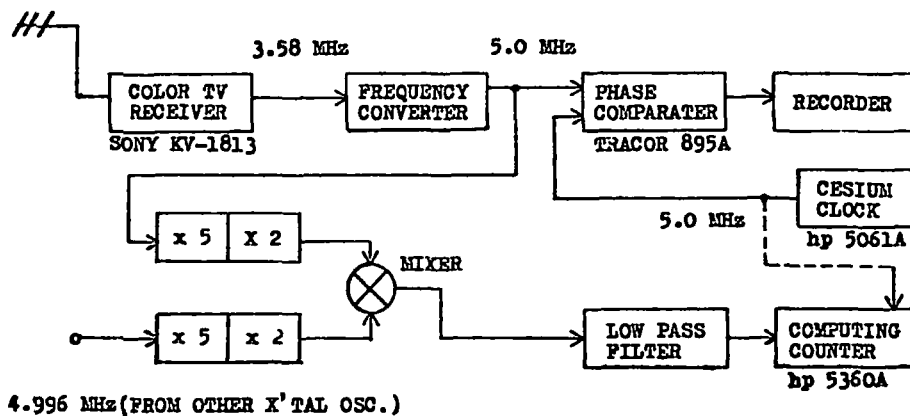 3.58 MHz
5.0 MHz
COLOR TV
RECEIVER
SONY KV-1813
FREQUENCY
CONVERTER
PHASE
COMPARATER
TRACOR 895A
RECORDER
5.0 MHz
CESIUM
CLOCK
hp 5061A
x 5
X 2
MIXER
x 5
x 2
LOW PASS
FILTER
COMPUTING
COUNTER
hp 5360A
4.996 MHz(FROM OTHER X'TAL OSC.)